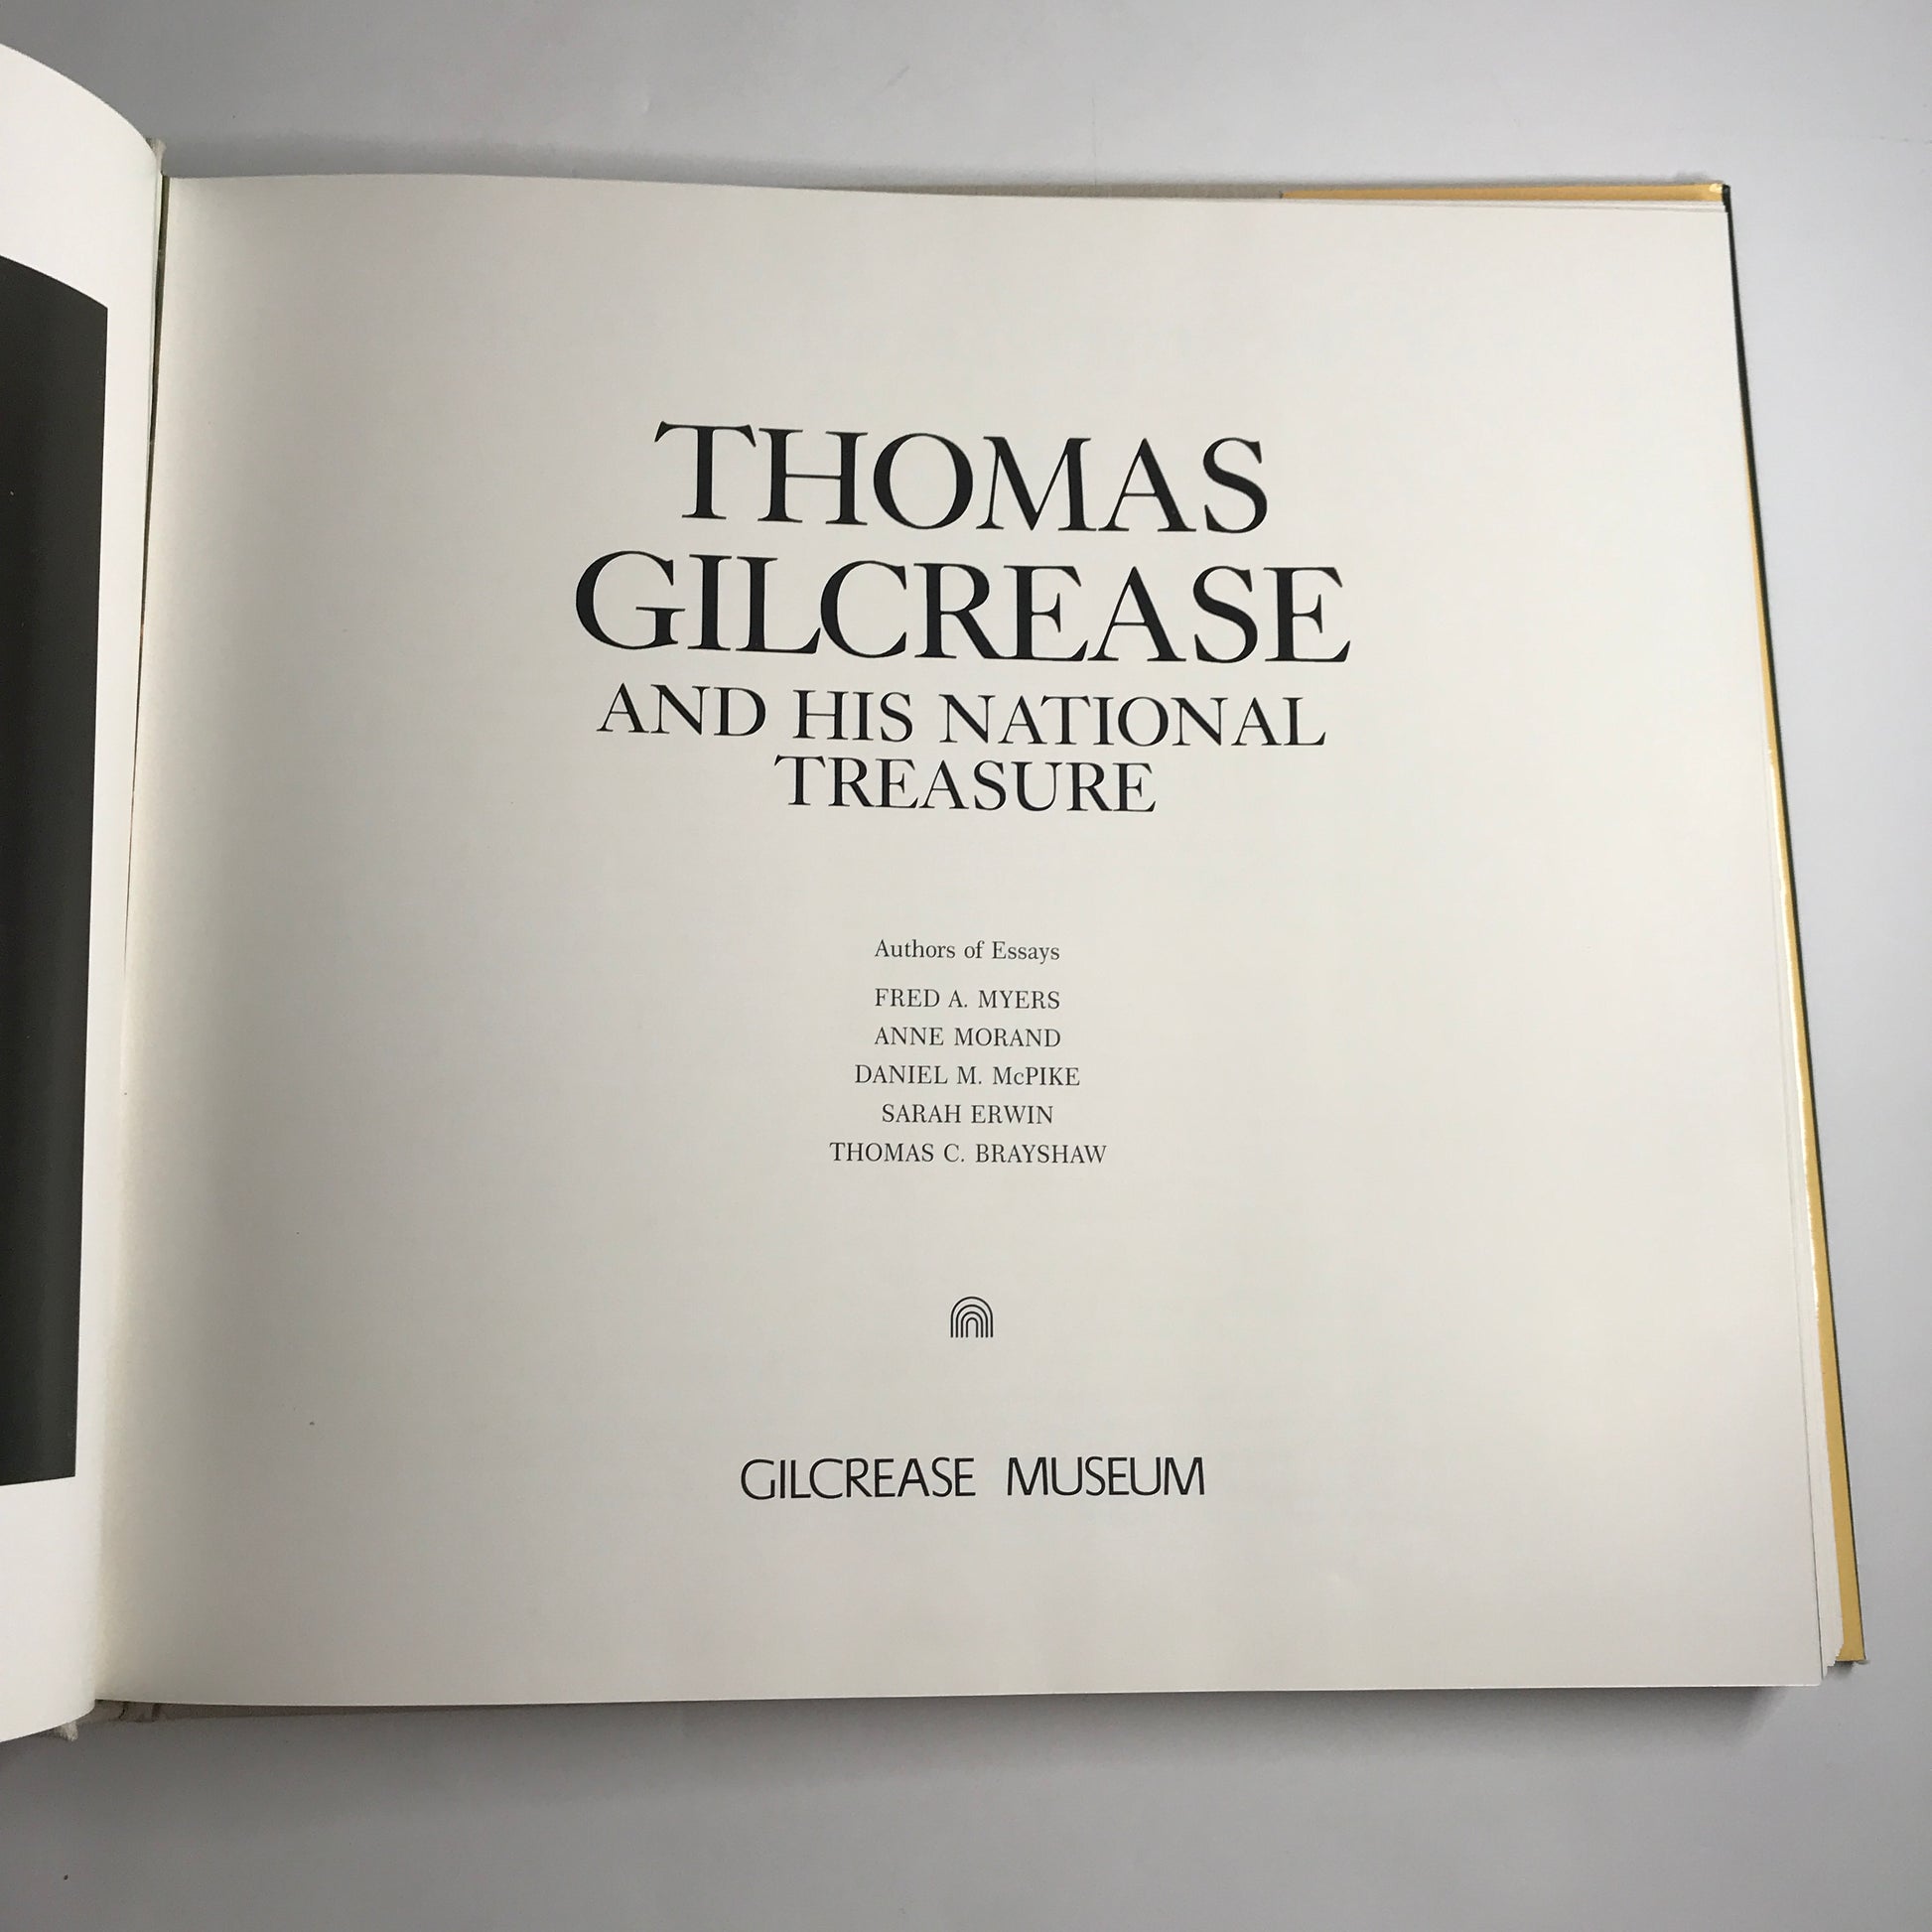 THOMAS
GILCREASE
AND HIS NATIONAL
TREASURE
Authors of Essays
FRED A. MYERS
ANNE MORAND
DANIEL M. McPIKE
SARAH ERWIN
THOMAS C. BRAYSHAW
GILCREASE MUSEUM